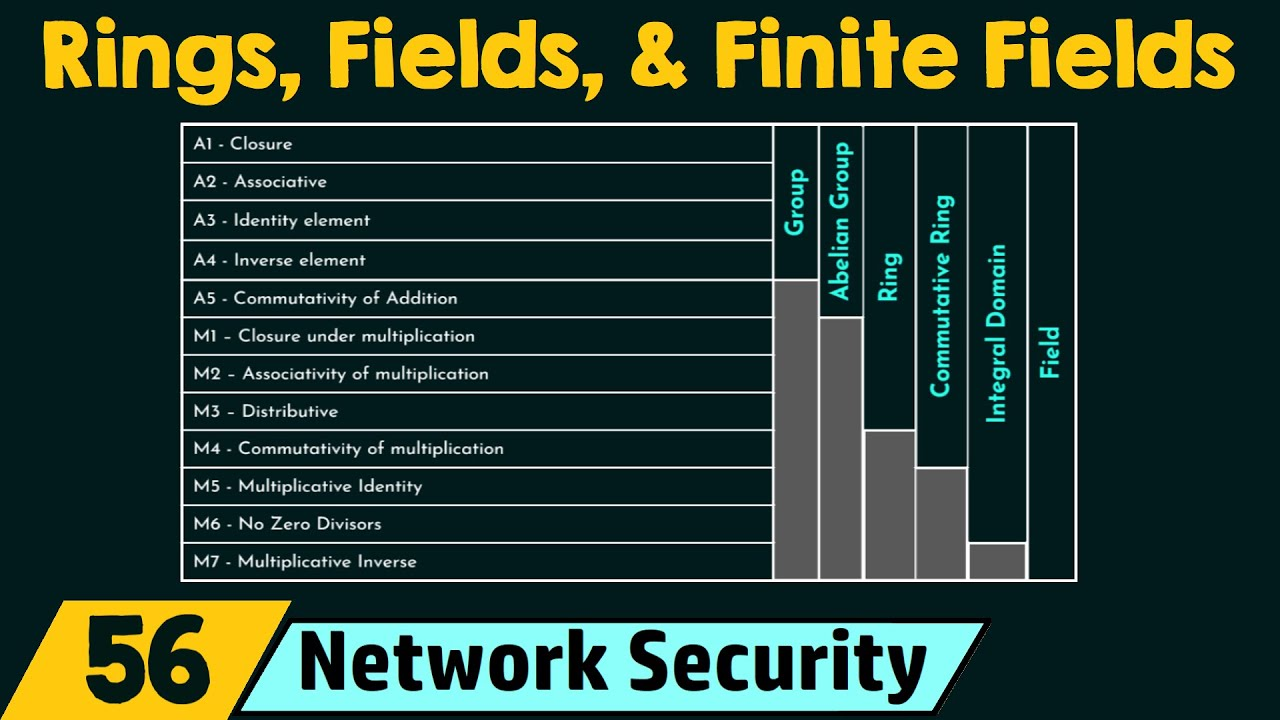 Rings, Fields, & Finite Fields
A1 - Closure
A2 - Associative
A3 - Identity element
A4 - Inverse element
A5 - Commutativity of Addition
M1 – Closure under multiplication
M2 – Associativity of multiplication
M3 – Distributive
M4 - Commutativity of multiplication
M5 - Multiplicative Identity
M6 - No Zero Divisors
M7 - Multiplicative Inverse
Group
Abelian Group
Ring
Commutative Ring
Integral Domain
Field
56
Network Security